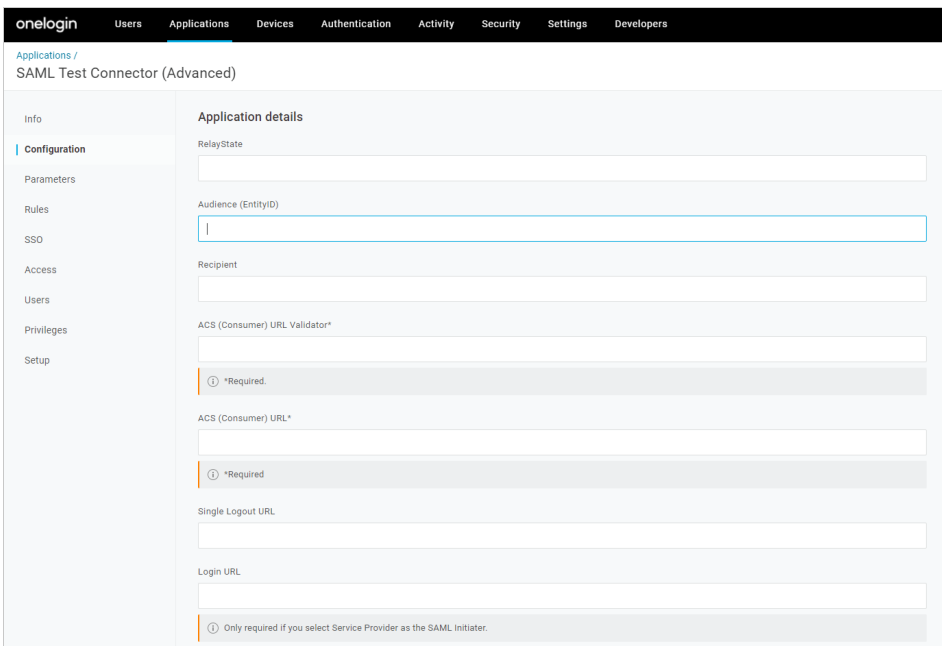 onelogin Users Applications Devices Authentication Activity Security Settings Developers
Applications /
SAML Test Connector (Advanced)
Info
Configuration
Parameters
Rules
SSO
Access
Users
Privileges
Setup
Application details
RelayState
Audience (EntityID)
Recipient
ACS (Consumer) URL Validator*
*Required.
ACS (Consumer) URL*
*Required
Single Logout URL
Login URL
Only required if you select Service Provider as the SAML Initiater.